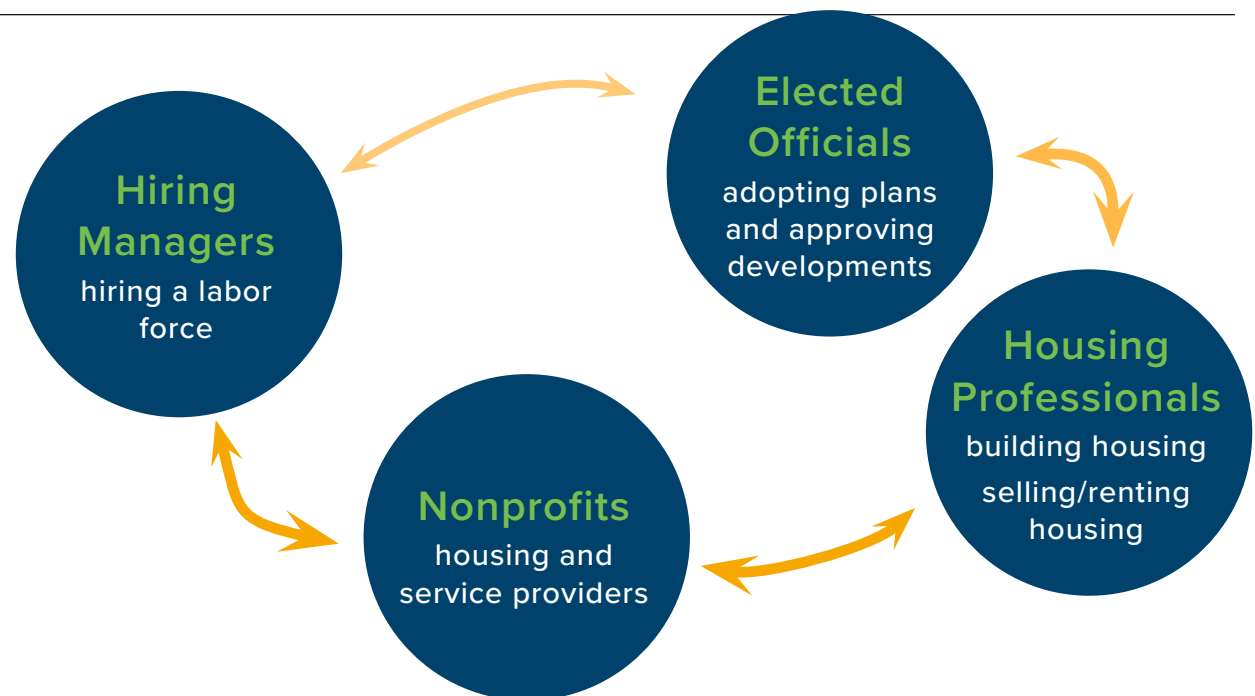 Hiring
Managers
hiring a labor
force
Elected
Officials
adopting plans
and approving
developments
Housing
Professionals
building housing
selling/renting
housing
Nonprofits
housing and
service providers